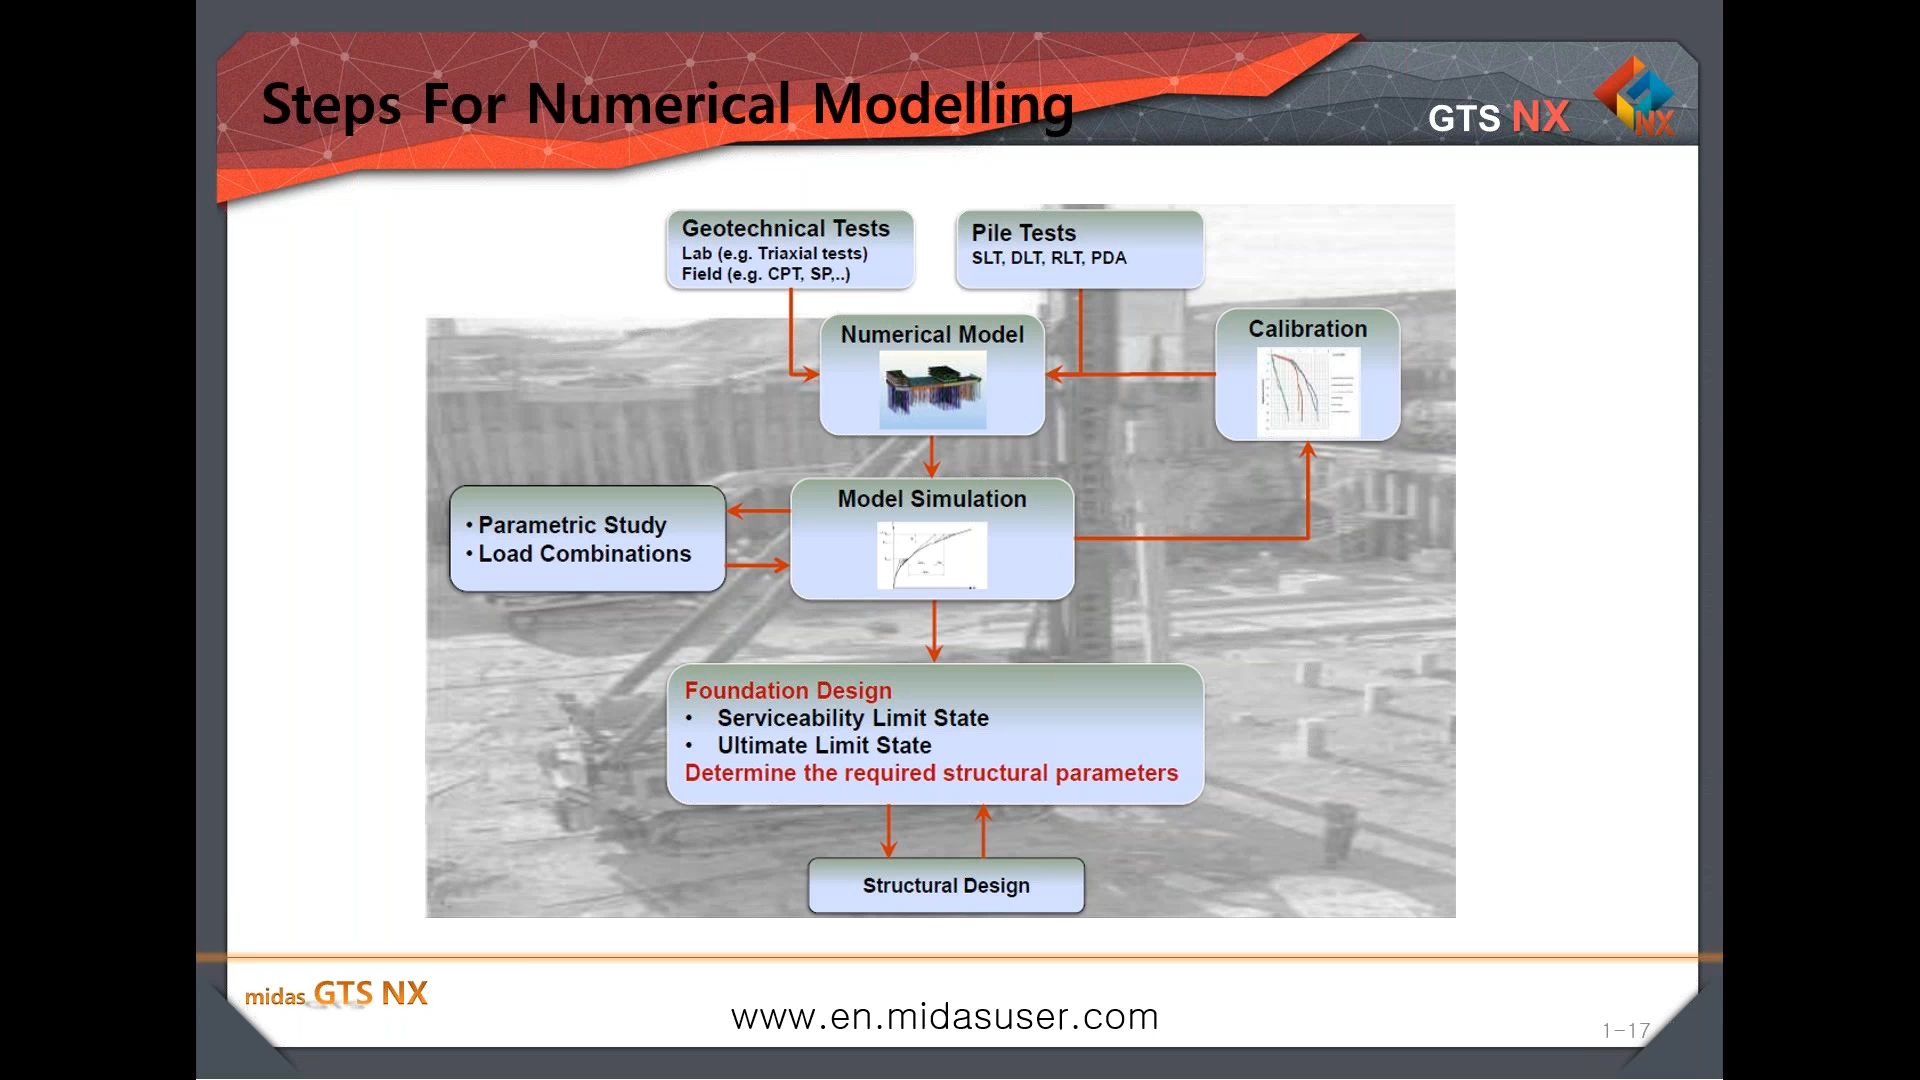 Steps For Numerical Modelling
GTS NX
NX
Geotechnical Tests
Lab (e.g. Triaxial tests)
Field (e.g. CPT, SP,..)
Pile Tests
SLT, DLT, RLT, PDA
Numerical Model
Calibration
Model Simulation
• Parametric Study
• Load Combinations
Foundation Design
• Serviceability Limit State
• Ultimate Limit State
Determine the required structural parameters
Structural Design
midas GTS NX
www.en.midasuser.com
1-17